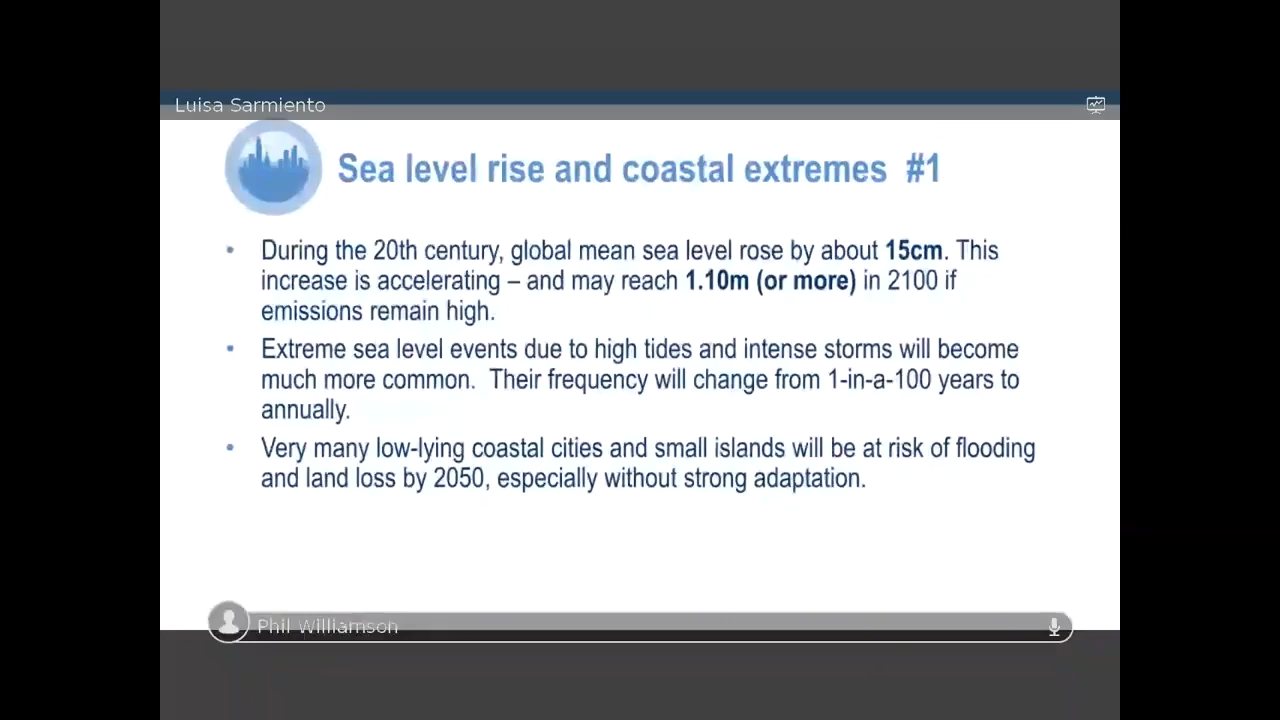 Luisa Sarmiento
Sea level rise and coastal extremes #1
• During the 20th century, global mean sea level rose by about 15cm. This
increase is accelerating – and may reach 1.10m (or more) in 2100 if
emissions remain high.
• Extreme sea level events due to high tides and intense storms will become
much more common. Their frequency will change from 1-in-a-100 years to
annually.
• Very many low-lying coastal cities and small islands will be at risk of flooding
and land loss by 2050, especially without strong adaptation.
Phil Williamson